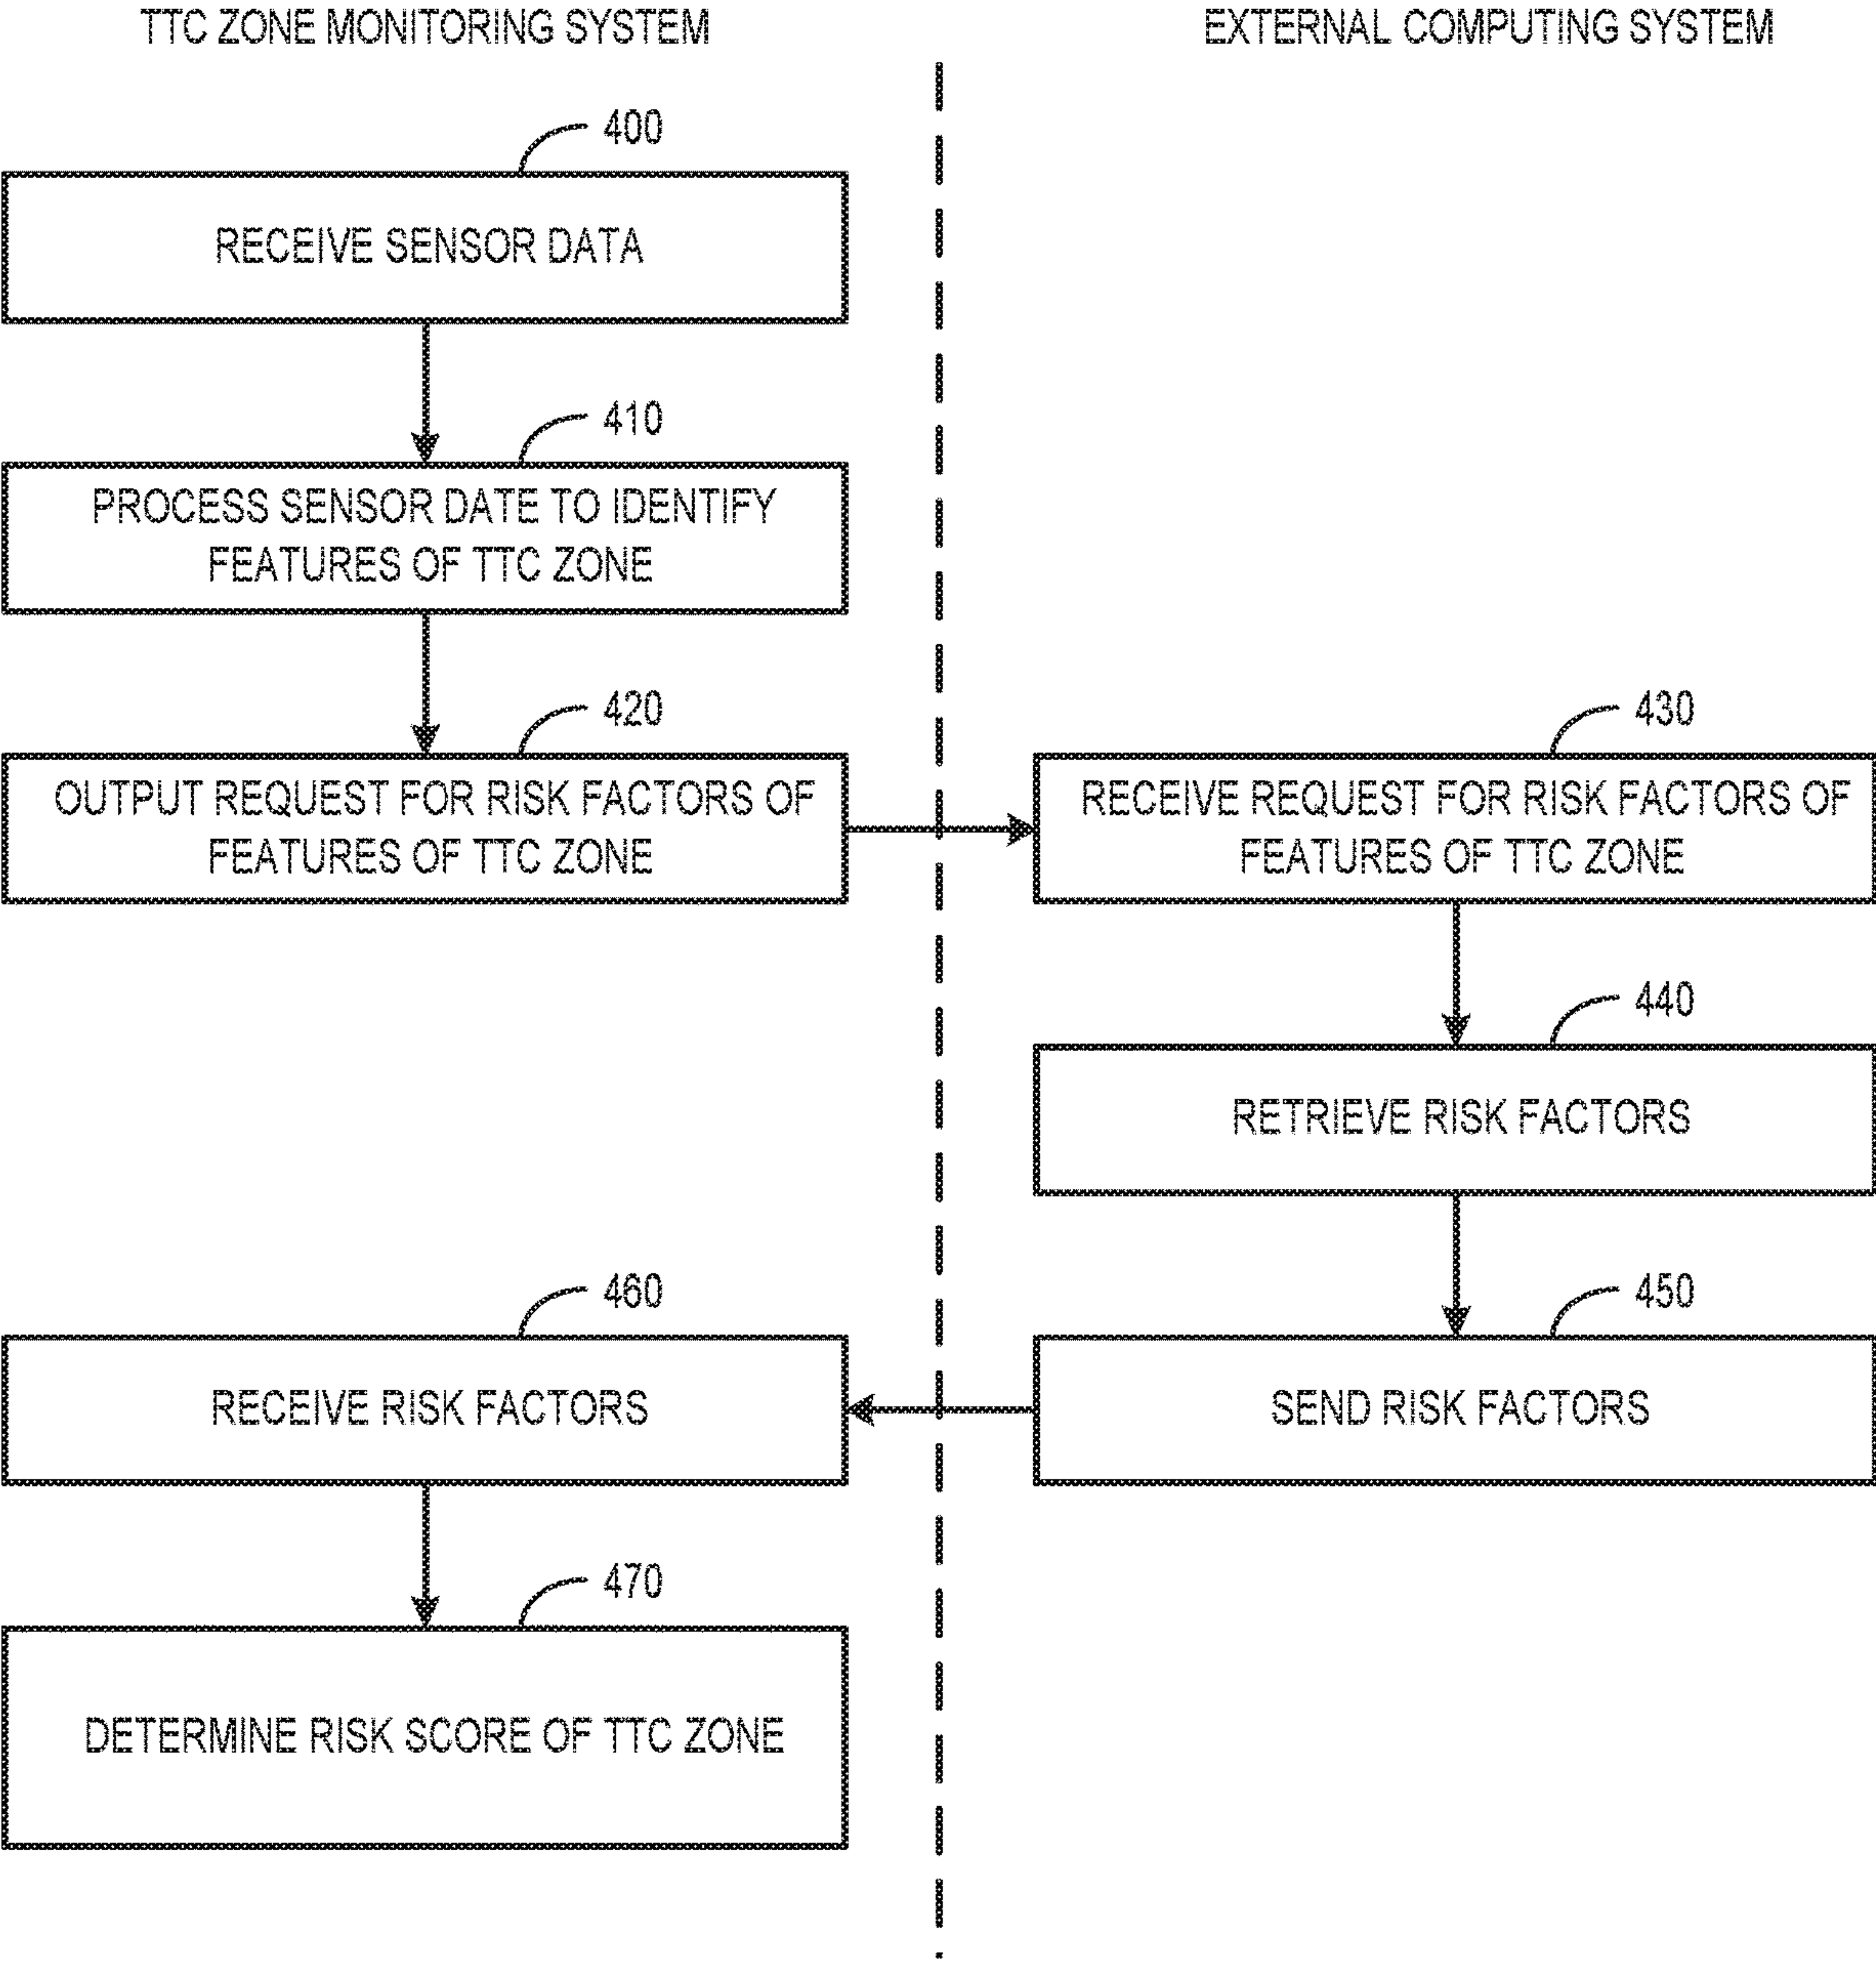 TTC ZONE MONITORING SYSTEM
EXTERNAL COMPUTING SYSTEM
400
RECEIVE SENSOR DATA
410
PROCESS SENSOR DATE TO IDENTIFY
FEATURES OF TTC ZONE
420
OUTPUT REQUEST FOR RISK FACTORS OF
FEATURES OF TTC ZONE
430
RECEIVE REQUEST FOR RISK FACTORS OF
FEATURES OF TTC ZONE
440
RETRIEVE RISK FACTORS
450
SEND RISK FACTORS
460
RECEIVE RISK FACTORS
470
DETERMINE RISK SCORE OF TTC ZONE